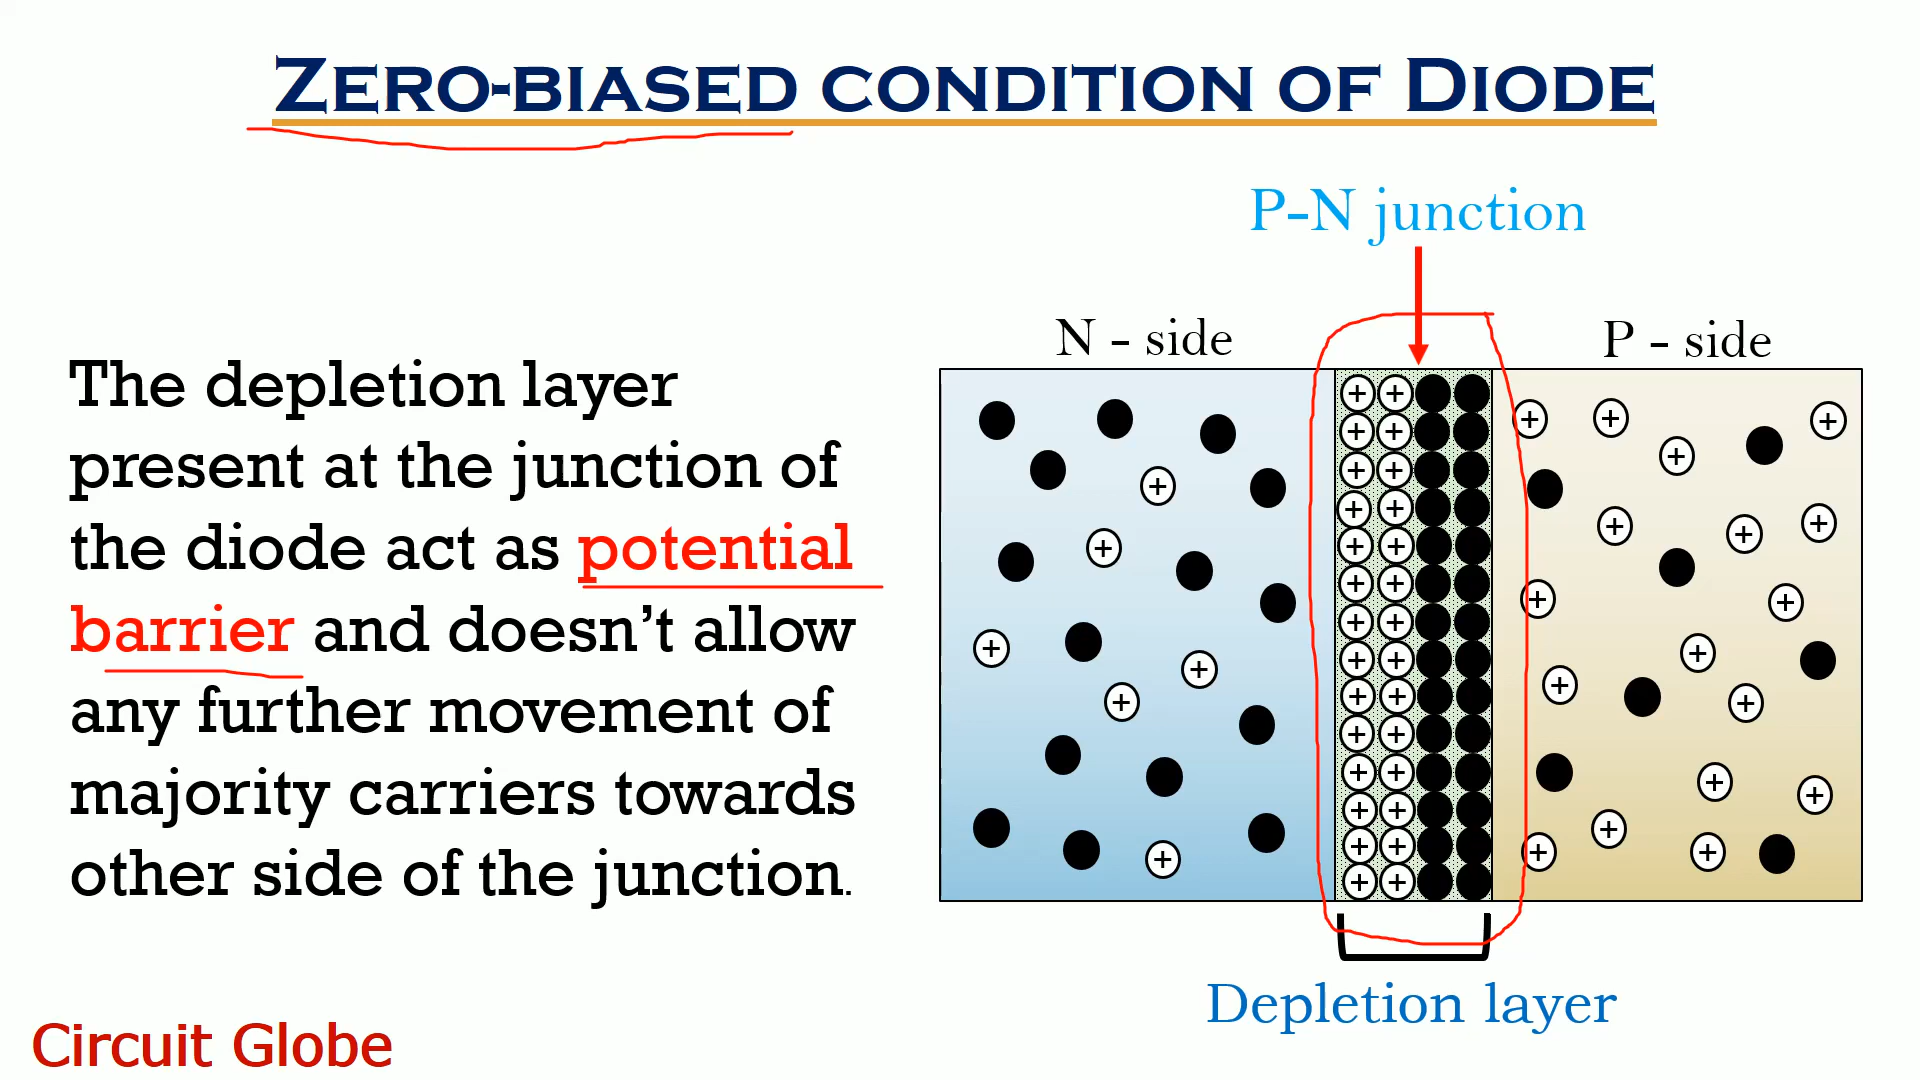 Zero-biased condition of Diode
P-N junction
N - side
P - side
The depletion layer
present at the junction of
the diode act as potential
barrier and doesn't allow
any further movement of
majority carriers towards
other side of the junction.
Depletion layer
Circuit Globe